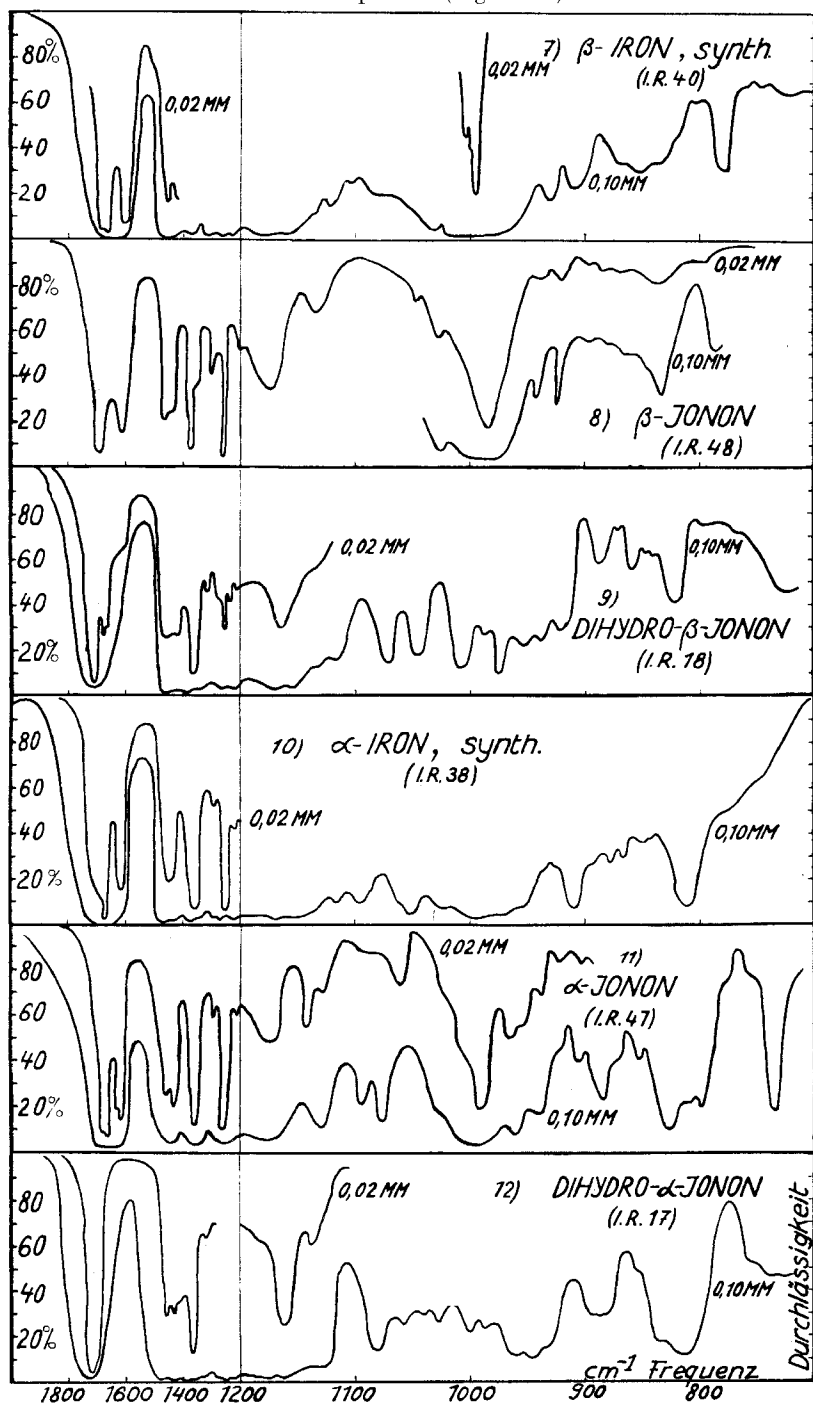 80%
60
40
20
0,02 MM
0,02 MM
7) β-IRON, synth.
(I.R.40)
0,10 MM
80%
60
40
20
0,02 MM
0,10 MM
8) β-JONON
(I.R.48)
80
60
40
20%
0,02 MM
0,10 MM
9)
DIHYDRO-β-JONON
(I.R.18)
80
60
40
20%
10) α-IRON, synth.
(I.R.38)
0,02 MM
0,10 MM
80
60
40
20%
0,02 MM
11)
α-JONON
(I.R.47)
0,10 MM
80
60
40
20%
0,02 MM
12) DIHYDRO-α-JONON
(I.R.17)
0,10 MM
Durchlässigkeit
cm⁻¹ Frequenz
1800 1600 1400 1200 1100 1000 900 800